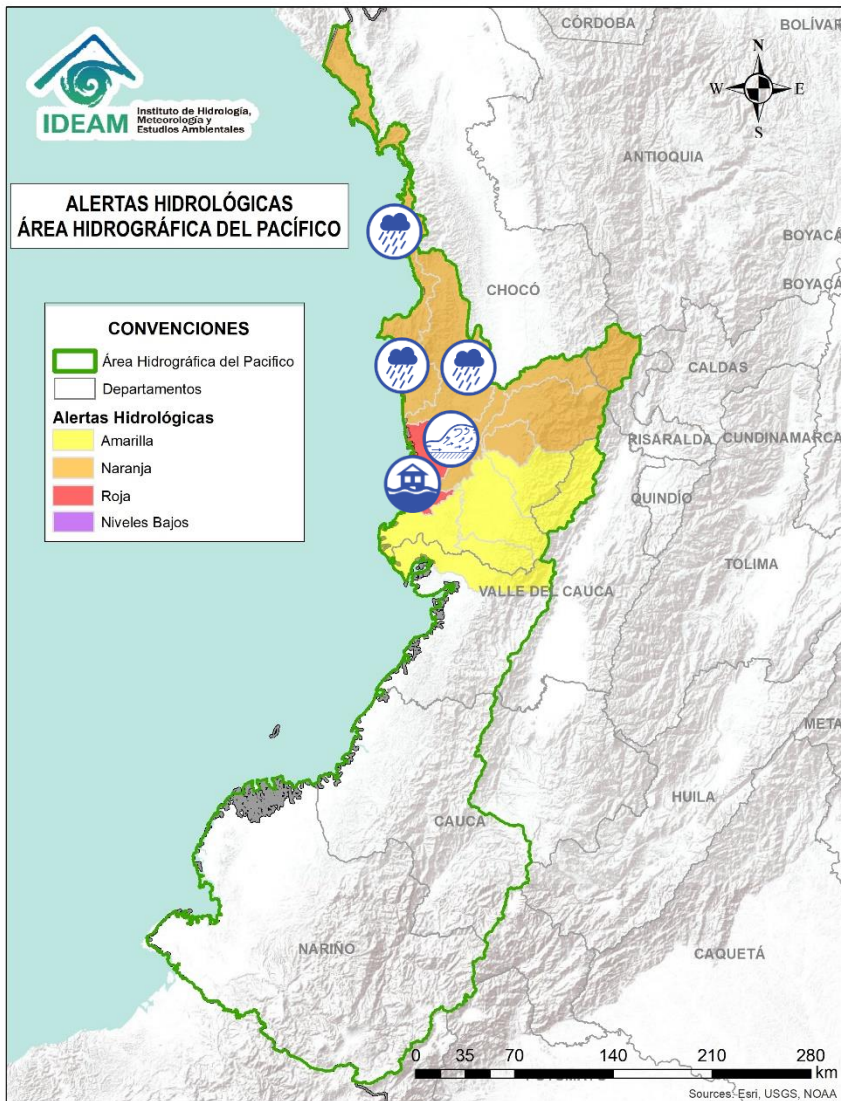 CÓRDOBA
BOLÍVAR
N
W E
S
IDEAM
Instituto de Hidrología,
Meteorología y
Estudios Ambientales
ANTIOQUIA
ALERTAS HIDROLÓGICAS
ÁREA HIDROGRÁFICA DEL PACÍFICO
BOYACÁ
BOYACÁ
CHOCÓ
CONVENCIONES
Área Hidrográfica del Pacifico
Departamentos
Alertas Hidrológicas
Amarilla
Naranja
Roja
Niveles Bajos
CALDAS
RISARALDA
CUNDINAMARCA
QUINDÍO
TOLIMA
VALLE DEL CAUCA
META
HUILA
CAUCA
NARIÑO
CAQUETÁ
0 35 70 140 210 280
km
Sources: Esri, USGS, NOAA